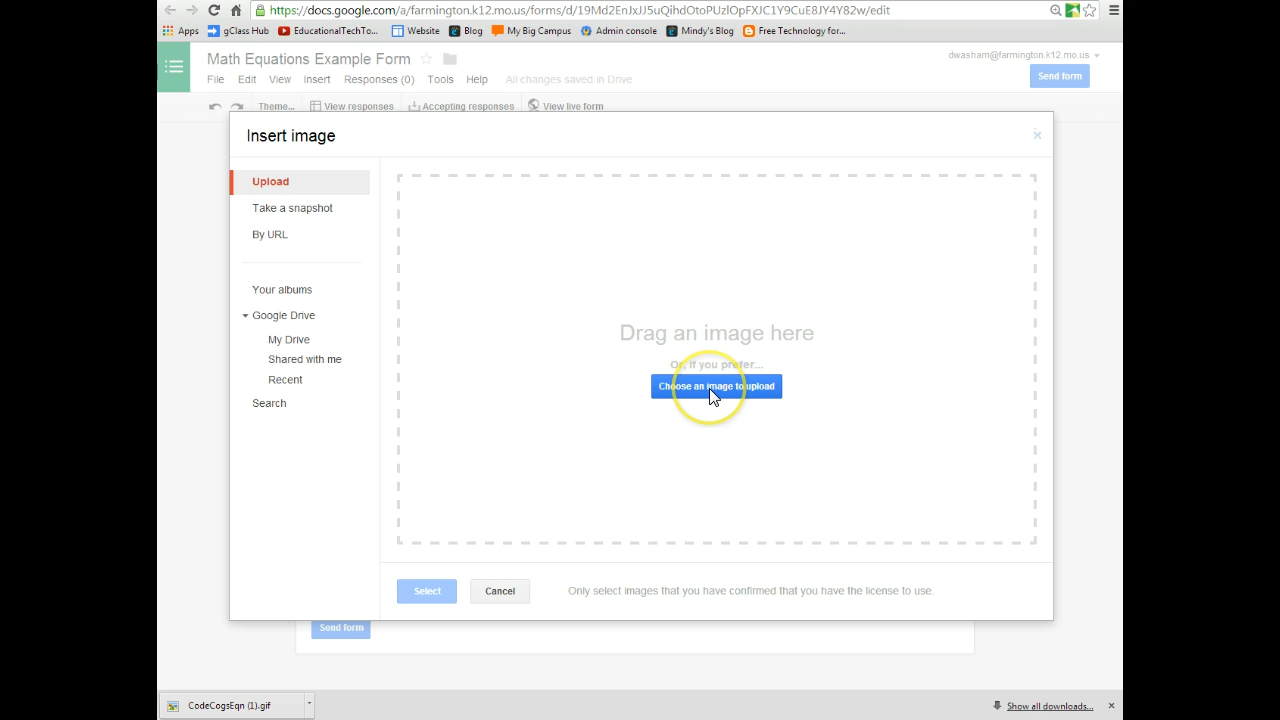 https://docs.google.com/a/farmington.k12.mo.us/forms/d/19Md2EnJxJJ5uQihdOtoPUzlOpFXJC1Y9CuE8JY4Y82w/edit
Apps gClass Hub EducationalTechTo... Website Blog My Big Campus Admin console Mindy's Blog Free Technology for...
Math Equations Example Form
dwasham@farmington.k12.mo.us
File Edit View Insert Responses (0) Tools Help All changes saved in Drive
Send form
Theme... View responses Accepting responses View live form
Insert image
Upload
Take a snapshot
By URL
Your albums
Google Drive
My Drive
Shared with me
Recent
Search
Drag an image here
Or, if you prefer...
Choose an image to upload
Select Cancel Only select images that you have confirmed that you have the license to use.
Send form
CodeCogsEqn (1).gif
Show all downloads...